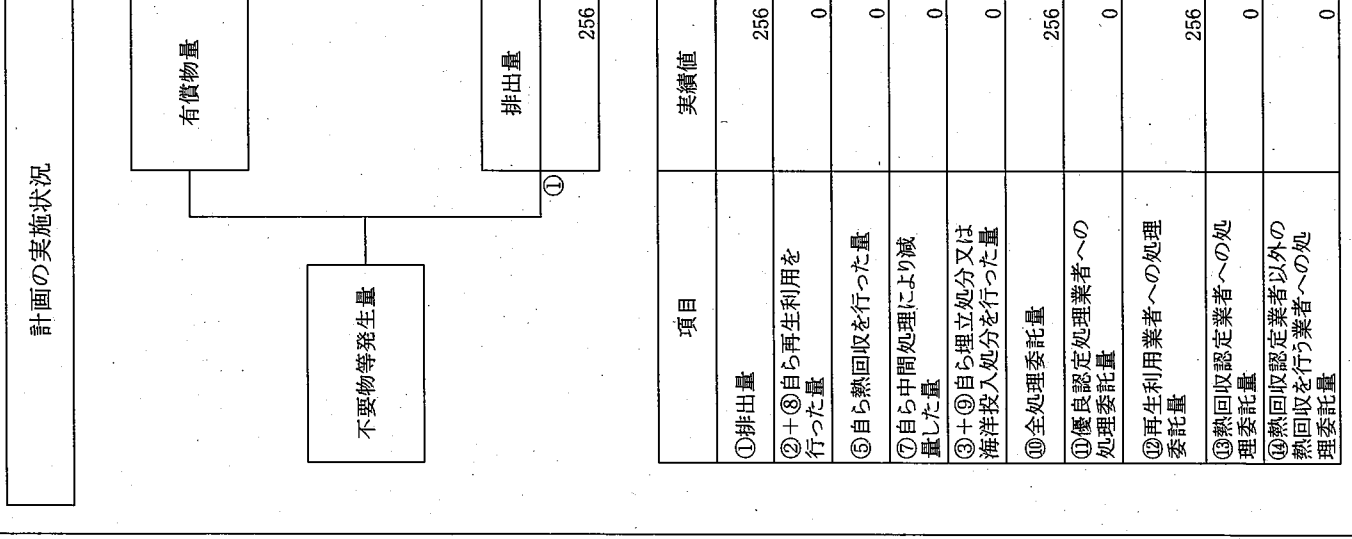 計画の実施状況
有償物量
不要物等発生量
排出量
①
256
項目
実績値
①排出量
256
②+⑧自ら再生利用を
行った量
0
⑤自ら熱回収を行った量
0
⑦自ら中間処理により減
量した量
0
③+⑨自ら埋立処分又は
海洋投入処分を行った量
0
⑩全処理委託量
256
⑪優良認定処理業者への
処理委託量
0
⑫再生利用業者への処理
委託量
256
⑬熱回収認定業者への処
理委託量
0
⑭熱回収認定業者以外の
熱回収を行う業者への処
理委託量
0